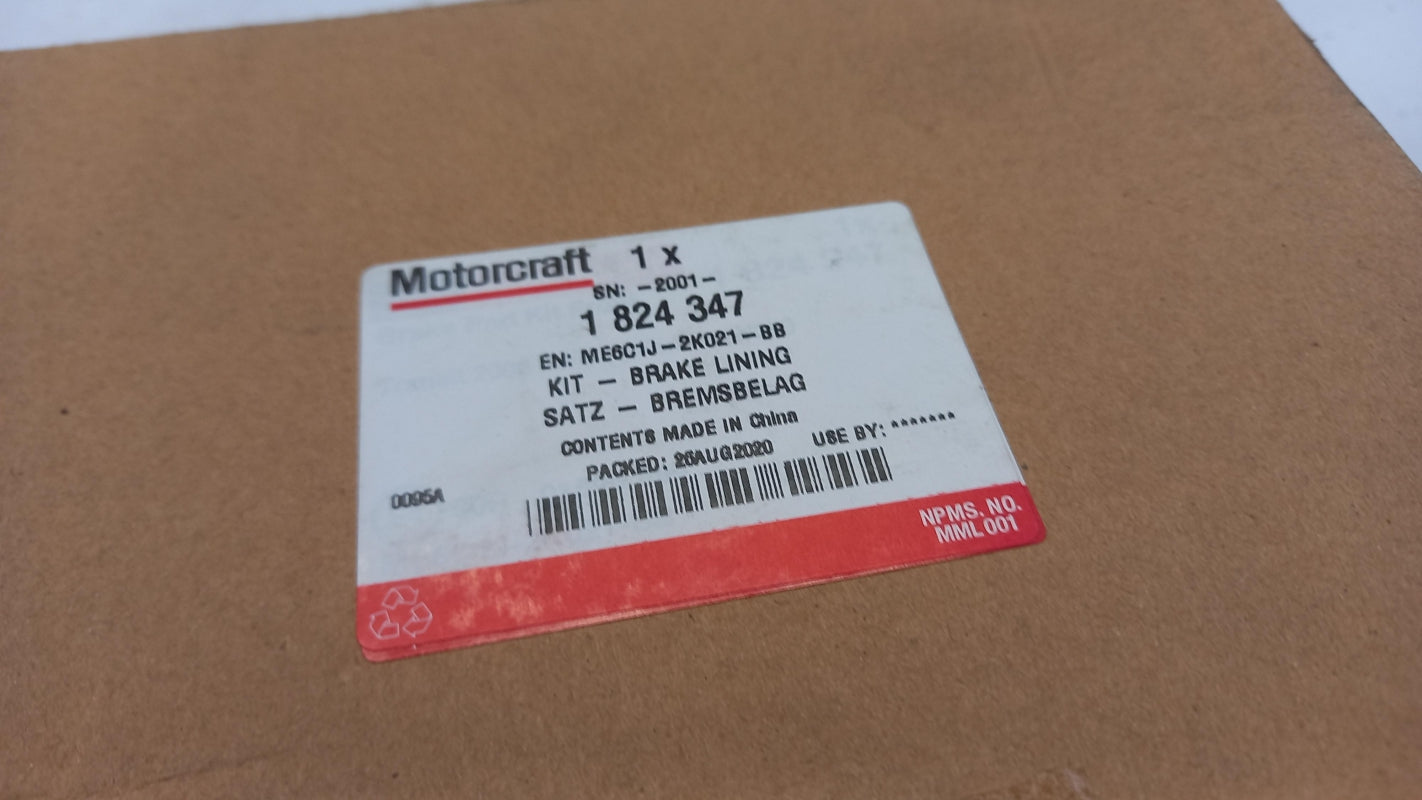 Motorcraft 1 x
SN: -2001-
1 824 347
EN: ME6C1J-2K021-BB
KIT - BRAKE LINING
SATZ - BREMSBELAG
CONTENTS MADE IN China
PACKED: 26AUG2020 USE BY: *******
0095A
NPMS. NO.
MML 001